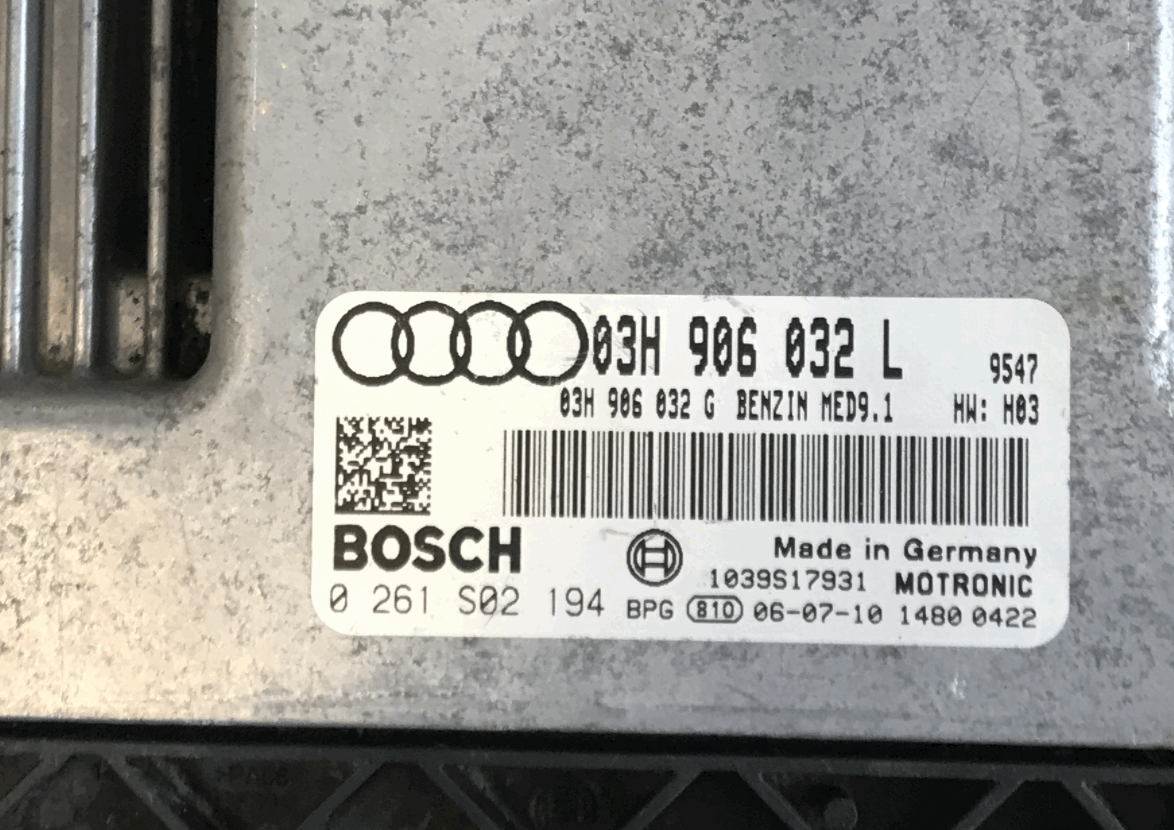 03H 906 032 L 9547
03H 906 032 G BENZIN MED9.1 HW: H03
BOSCH
Made in Germany
1039S17931 MOTRONIC
0 261 S02 194 BPG 810 06-07-10 1480 0422